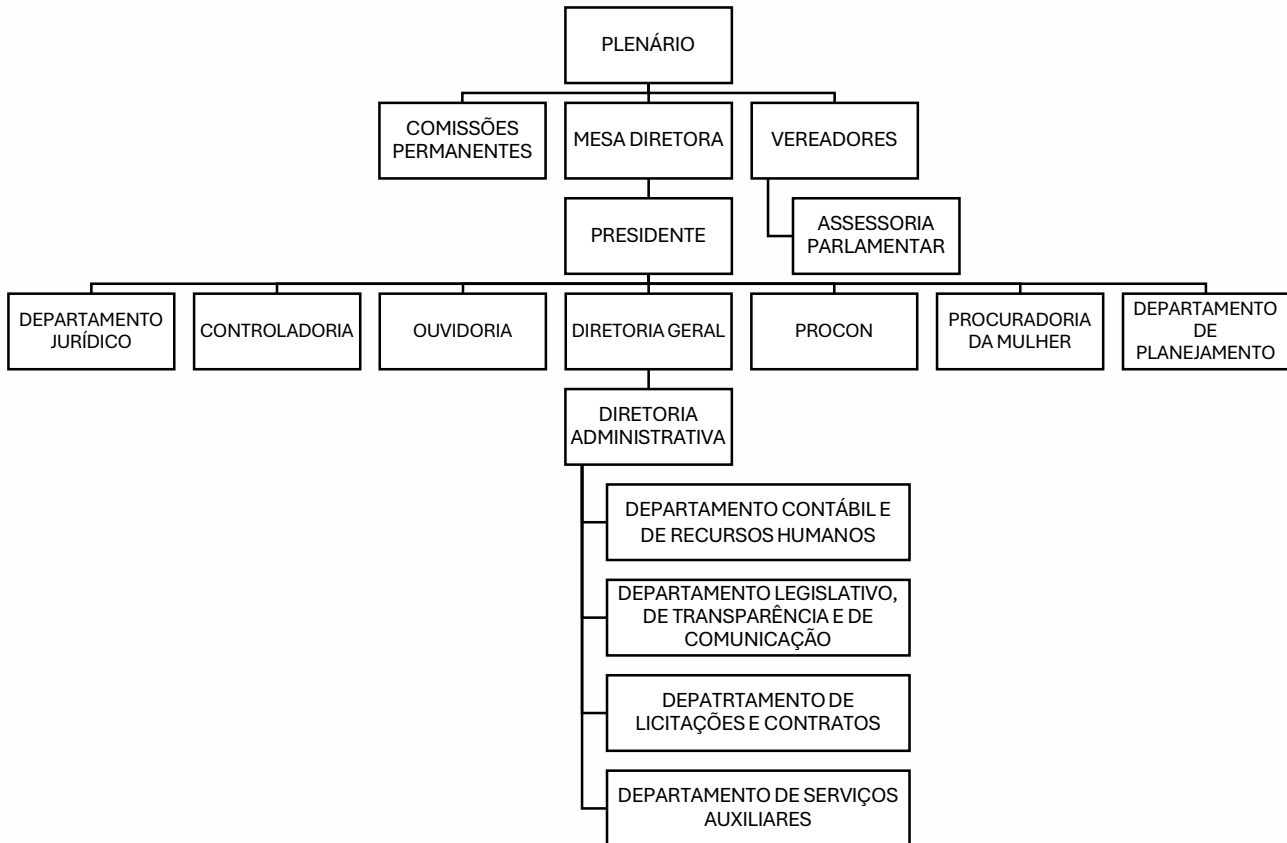 PLENÁRIO
COMISSÕES
PERMANENTES
MESA DIRETORA
VEREADORES
PRESIDENTE
ASSESSORIA
PARLAMENTAR
DEPARTAMENTO
JURÍDICO
CONTROLADORIA
OUVIDORIA
DIRETORIA GERAL
PROCON
PROCURADORIA
DA MULHER
DEPARTAMENTO
DE
PLANEJAMENTO
DIRETORIA
ADMINISTRATIVA
DEPARTAMENTO CONTÁBIL E
DE RECURSOS HUMANOS
DEPARTAMENTO LEGISLATIVO,
DE TRANSPARÊNCIA E DE
COMUNICAÇÃO
DEPATRTAMENTO DE
LICITAÇÕES E CONTRATOS
DEPARTAMENTO DE SERVIÇOS
AUXILIARES